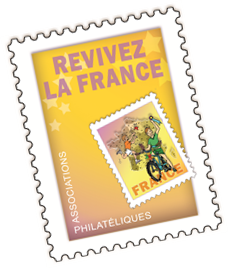 REVIVEZ
LA FRANCE
FRANCE
ASSOCIATIONS
PHILATÉLIQUES